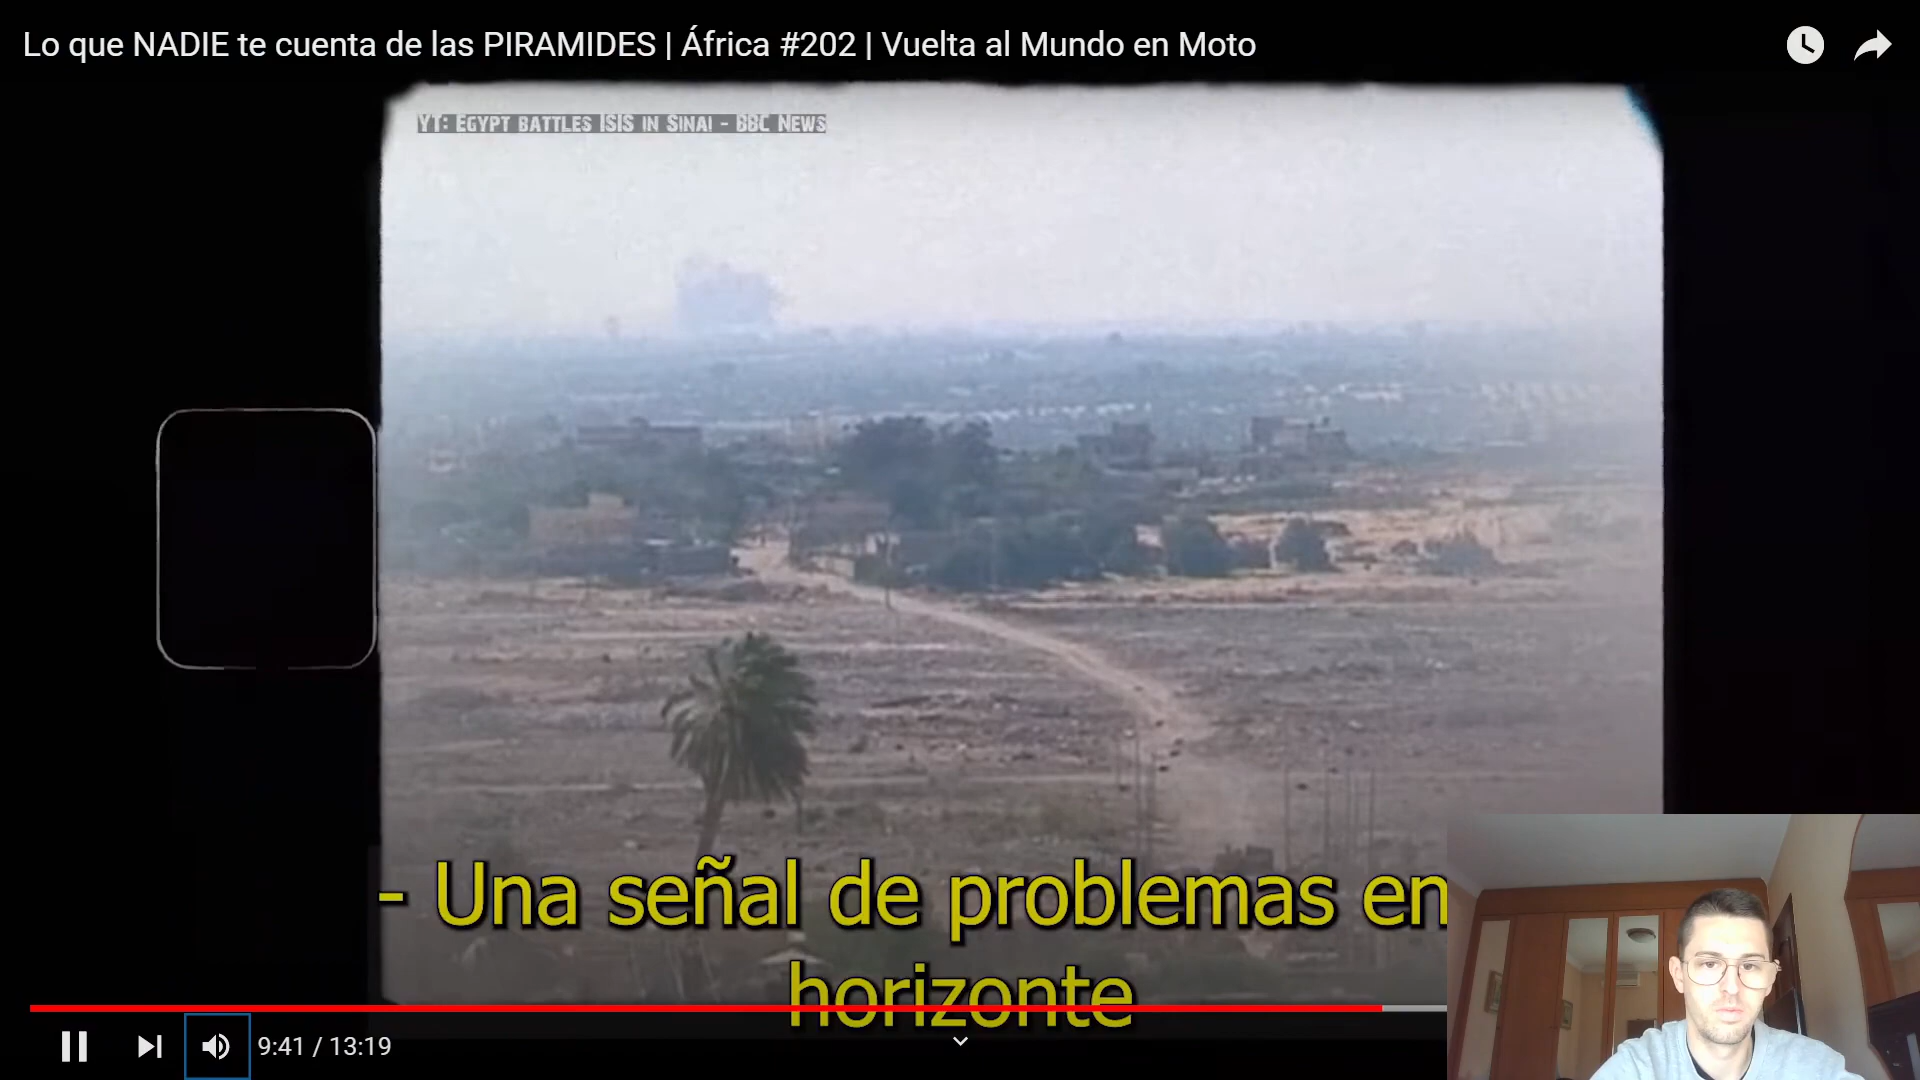 Lo que NADIE te cuenta de las PIRAMIDES | África #202 | Vuelta al Mundo en Moto
YT: Egypt battles ISIS in Sinai - BBC News
- Una señal de problemas en
horizonte
9:41 / 13:19